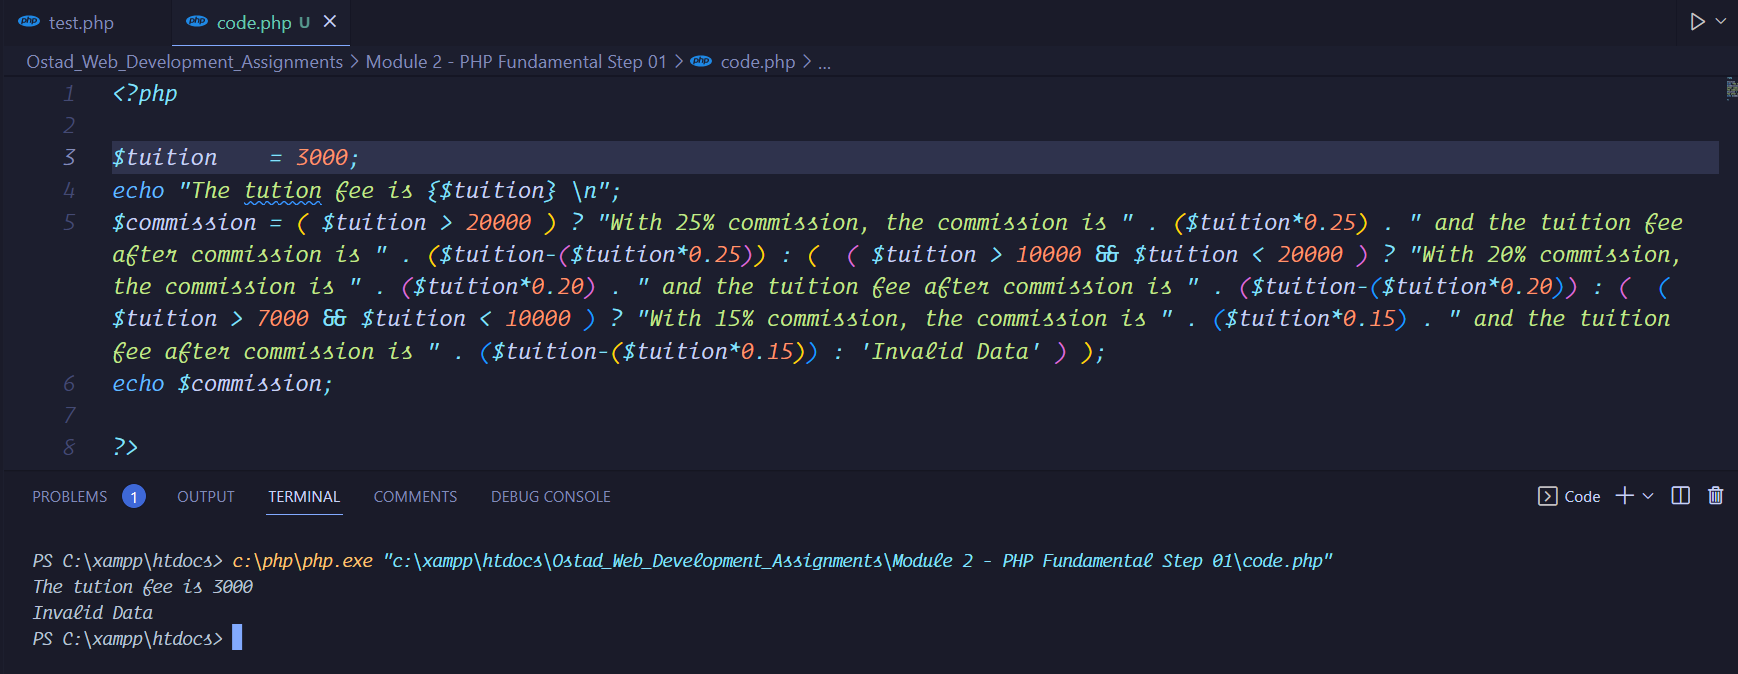 test.php
code.php U
Ostad_Web_Development_Assignments > Module 2 - PHP Fundamental Step 01 > code.php > ...
1 <?php
2
3 $tuition    = 3000;
4 echo "The tution fee is {$tuition} \n";
5 $commission = ( $tuition > 20000 ) ? "With 25% commission, the commission is " . ($tuition*0.25) . " and the tuition fee
after commission is " . ($tuition-($tuition*0.25)) : (  ( $tuition > 10000 && $tuition < 20000 ) ? "With 20% commission,
the commission is " . ($tuition*0.20) . " and the tuition fee after commission is " . ($tuition-($tuition*0.20)) : (  (
$tuition > 7000 && $tuition < 10000 ) ? "With 15% commission, the commission is " . ($tuition*0.15) . " and the tuition
fee after commission is " . ($tuition-($tuition*0.15)) : 'Invalid Data' ) );
6 echo $commission;
7
8 ?>
PROBLEMS 1 OUTPUT TERMINAL COMMENTS DEBUG CONSOLE
Code
PS C:\xampp\htdocs> c:\php\php.exe "c:\xampp\htdocs\Ostad_Web_Development_Assignments\Module 2 - PHP Fundamental Step 01\code.php"
The tution fee is 3000
Invalid Data
PS C:\xampp\htdocs>